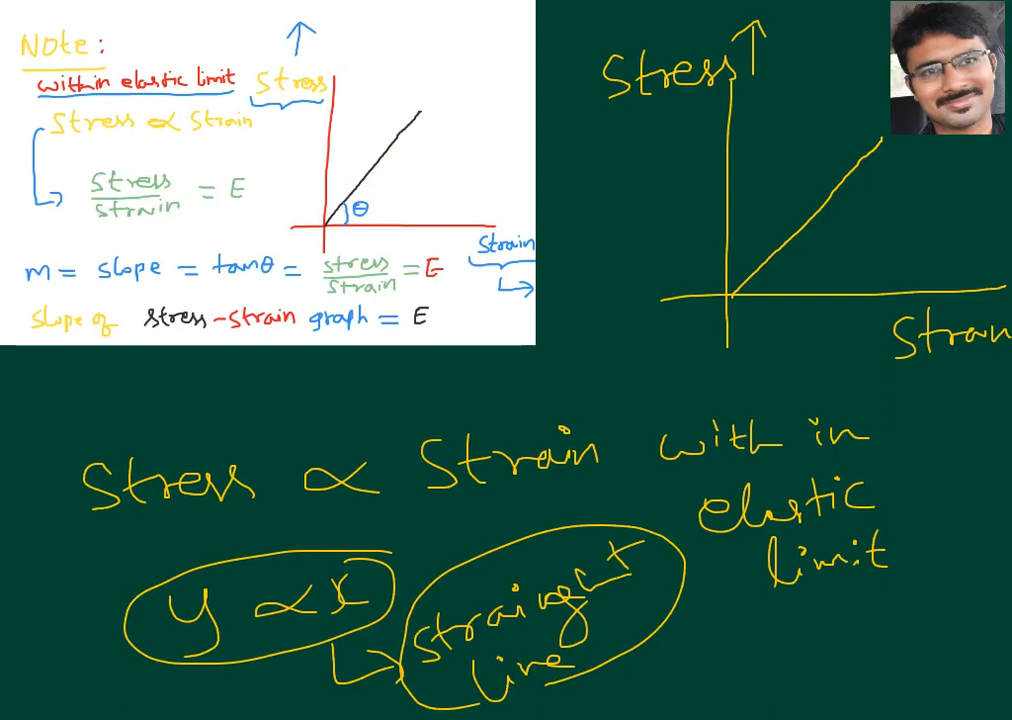 Note:
within elastic limit
Stress ∝ Strain
Stress/Strain = E
Stress
θ
Strain
m = slope = tanθ = stress/strain = E
slope of stress-strain graph = E
Stress
Strain
Stress ∝ Strain with in
elastic
limit
y ∝ x
line